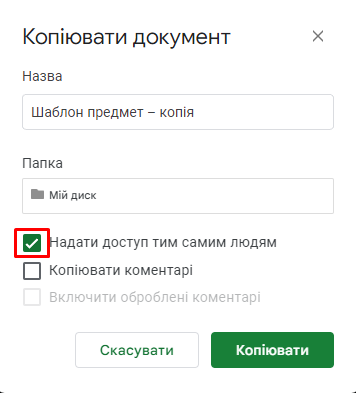 Копіювати документ
Назва
Шаблон предмет – копія
Папка
Мій диск
Надати доступ тим самим людям
Копіювати коментарі
Включити оброблені коментарі
Скасувати
Копіювати